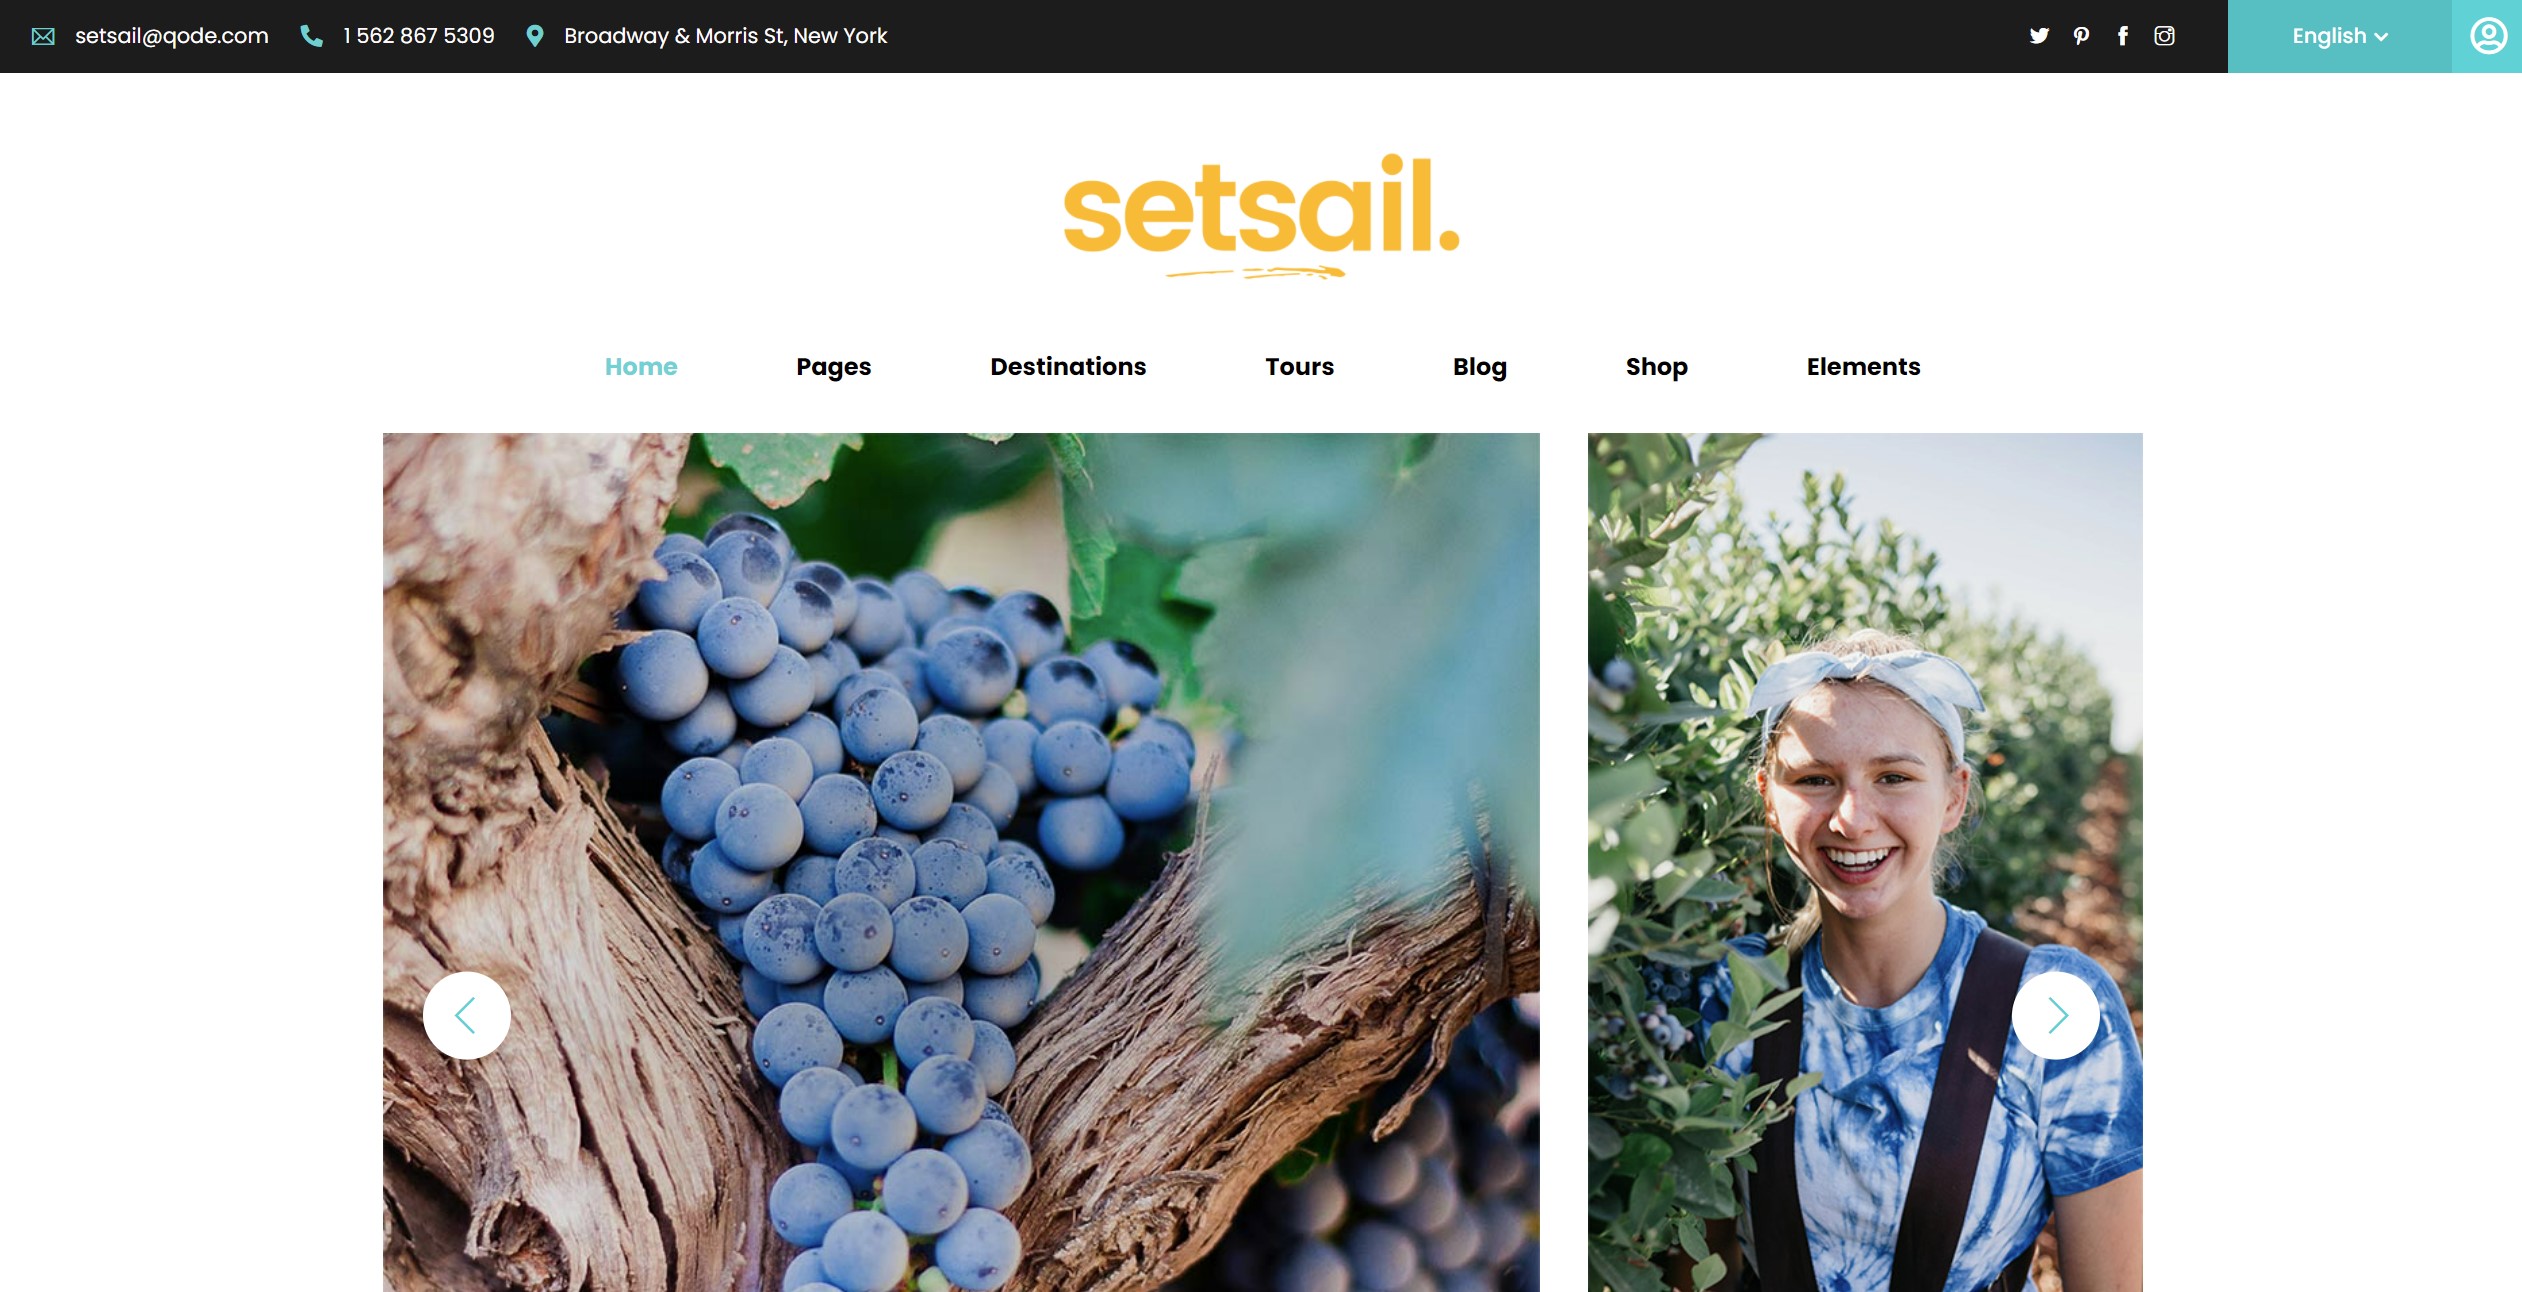 setsail@qode.com 1 562 867 5309 Broadway & Morris St, New York English
setsail.
Home Pages Destinations Tours Blog Shop Elements